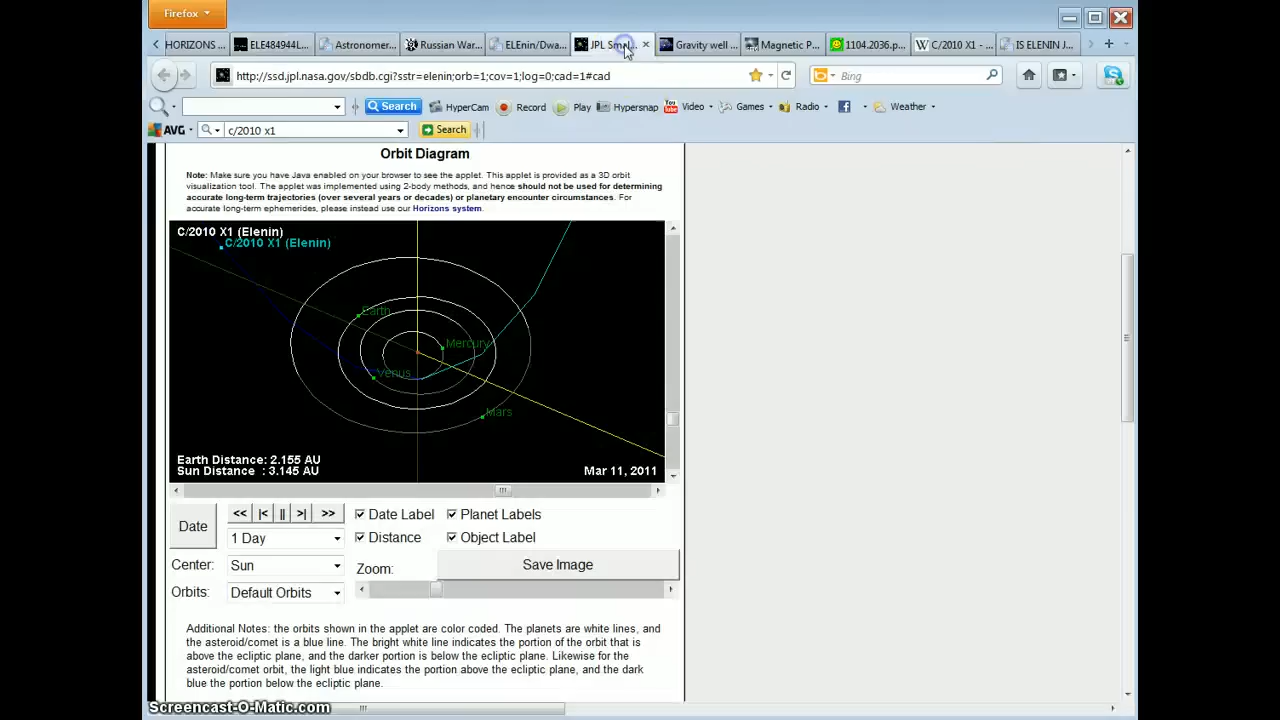 Firefox
HORIZONS ...
ELE484944L...
Astronomer...
Russian War...
ELEnin/Dwa...
JPL Smal...
Gravity well ...
Magnetic P...
1104.2036.p...
C/2010 X1 - ...
IS ELENIN J...
http://ssd.jpl.nasa.gov/sbdb.cgi?sstr=elenin;orb=1;cov=1;log=0;cad=1#cad
Bing
Search
HyperCam
Record
Play
Hypersnap
You Tube
Video
Games
Radio
Weather
AVG
c/2010 x1
Search
Orbit Diagram
Note: Make sure you have Java enabled on your browser to see the applet. This applet is provided as a 3D orbit
visualization tool. The applet was implemented using 2-body methods, and hence should not be used for determining
accurate long-term trajectories (over several years or decades) or planetary encounter circumstances. For
accurate long-term ephemerides, please instead use our Horizons system.
C/2010 X1 (Elenin)
C/2010 X1 (Elenin)
Earth
Mercury
Venus
Mars
Earth Distance: 2.155 AU
Sun Distance : 3.145 AU
Mar 11, 2011
Date
<< |< || >| >>
Date Label
Planet Labels
1 Day
Distance
Object Label
Center:
Sun
Zoom:
Save Image
Orbits:
Default Orbits
Additional Notes: the orbits shown in the applet are color coded. The planets are white lines, and
the asteroid/comet is a blue line. The bright white line indicates the portion of the orbit that is
above the ecliptic plane, and the darker portion is below the ecliptic plane. Likewise for the
asteroid/comet orbit, the light blue indicates the portion above the ecliptic plane, and the dark
blue the portion below the ecliptic plane.
Screencast-O-Matic.com